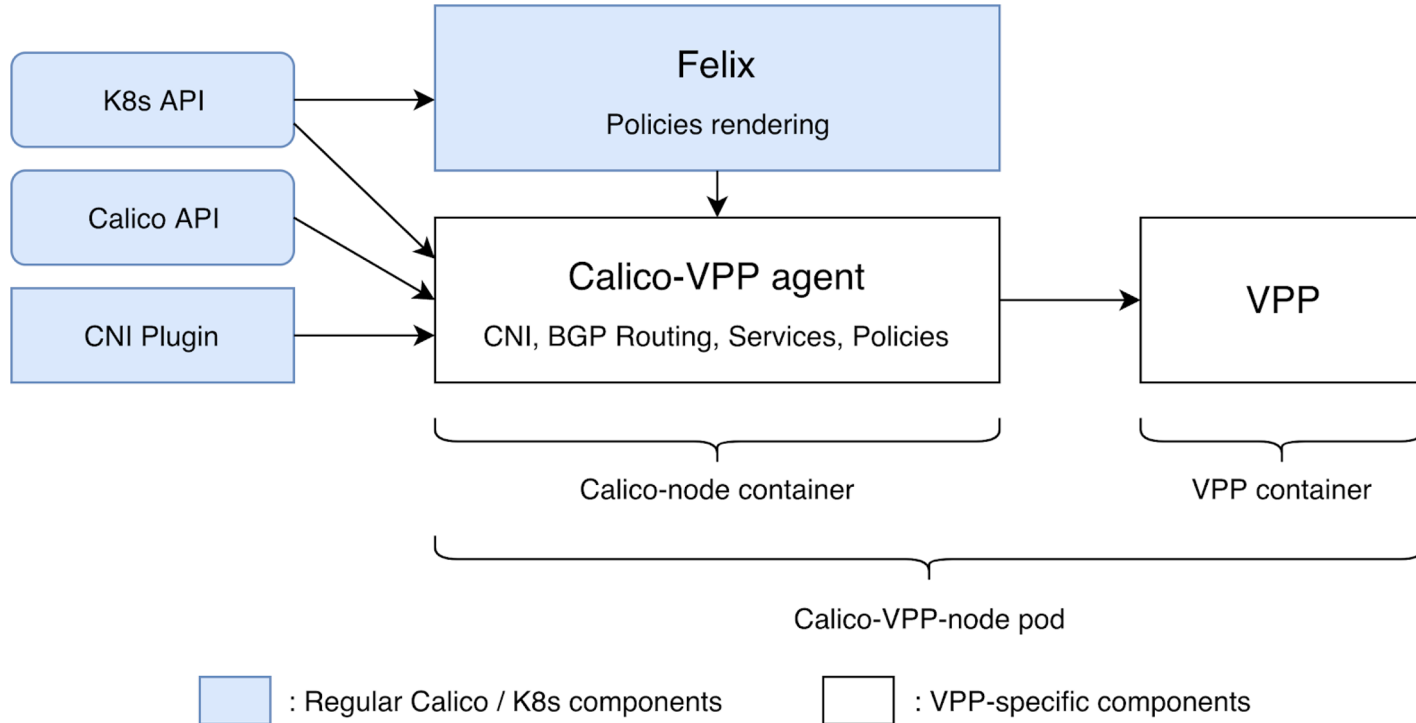 K8s API
Felix
Policies rendering
Calico API
CNI Plugin
Calico-VPP agent
CNI, BGP Routing, Services, Policies
VPP
Calico-node container
VPP container
Calico-VPP-node pod
: Regular Calico / K8s components
: VPP-specific components